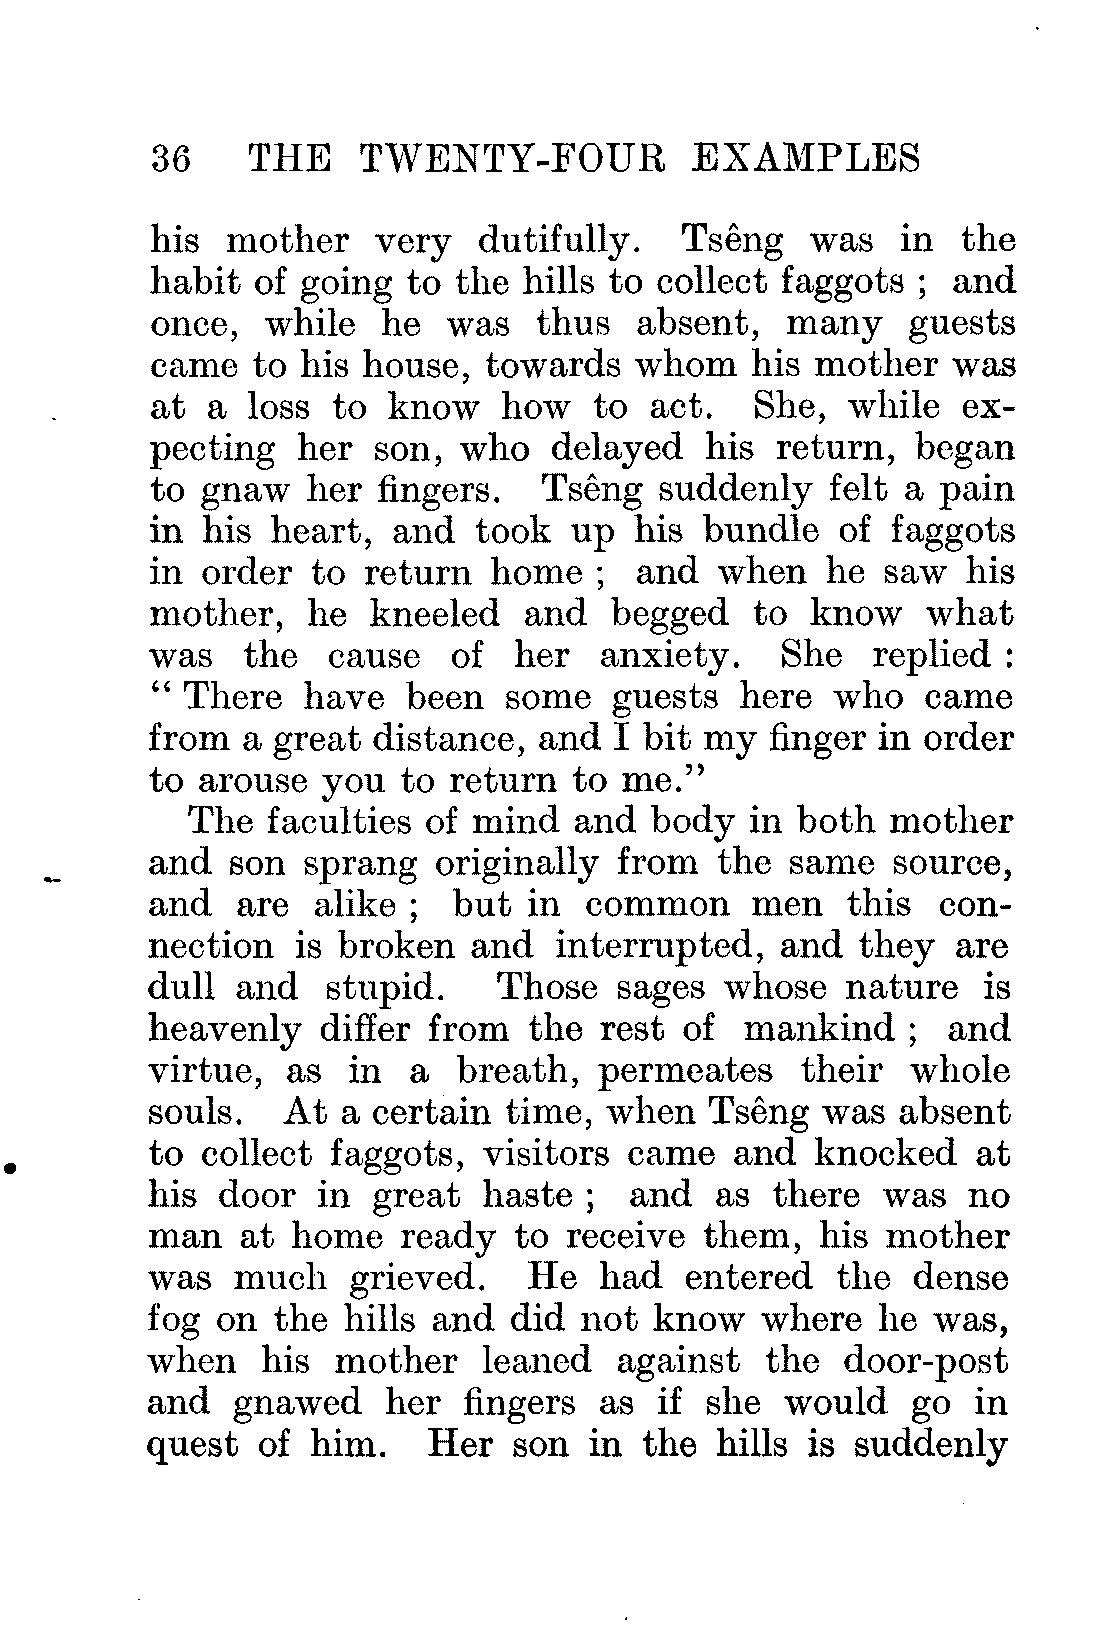 36 THE TWENTY-FOUR EXAMPLES
his mother very dutifully. Tsêng was in the
habit of going to the hills to collect faggots ; and
once, while he was thus absent, many guests
came to his house, towards whom his mother was
at a loss to know how to act. She, while ex-
pecting her son, who delayed his return, began
to gnaw her fingers. Tsêng suddenly felt a pain
in his heart, and took up his bundle of faggots
in order to return home ; and when he saw his
mother, he kneeled and begged to know what
was the cause of her anxiety. She replied :
“ There have been some guests here who came
from a great distance, and I bit my finger in order
to arouse you to return to me.”
The faculties of mind and body in both mother
and son sprang originally from the same source,
and are alike ; but in common men this con-
nection is broken and interrupted, and they are
dull and stupid. Those sages whose nature is
heavenly differ from the rest of mankind ; and
virtue, as in a breath, permeates their whole
souls. At a certain time, when Tsêng was absent
to collect faggots, visitors came and knocked at
his door in great haste ; and as there was no
man at home ready to receive them, his mother
was much grieved. He had entered the dense
fog on the hills and did not know where he was,
when his mother leaned against the door-post
and gnawed her fingers as if she would go in
quest of him. Her son in the hills is suddenly